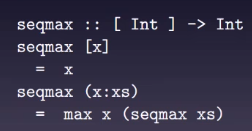 seqmax :: [ Int ] -> Int
seqmax [x]
= x
seqmax (x:xs)
= max x (seqmax xs)